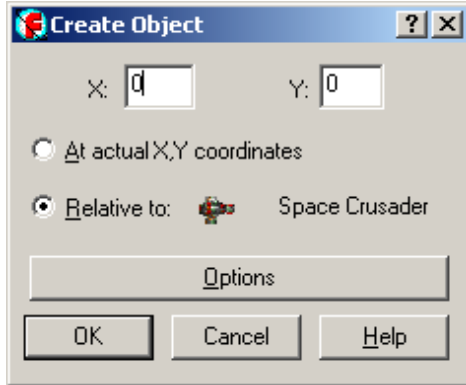 Create Object
X: 0 Y: 0
At actual X,Y coordinates
Relative to: Space Crusader
Options
OK Cancel Help